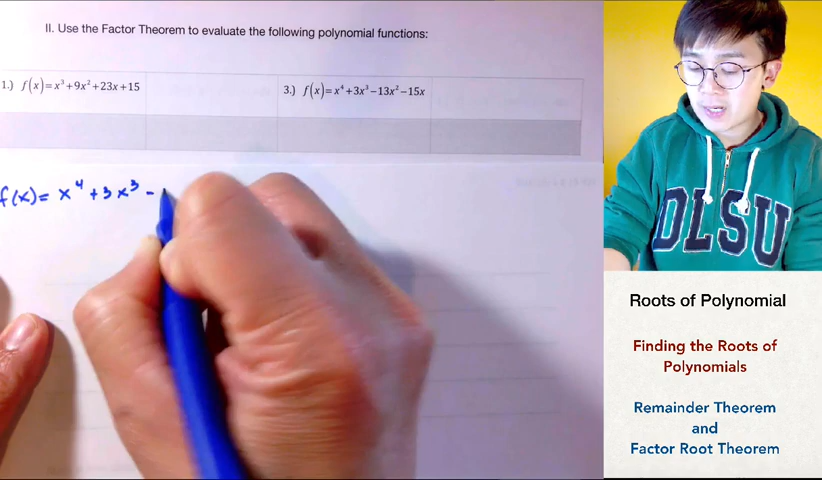 II. Use the Factor Theorem to evaluate the following polynomial functions:
1.) f(x)=x³+9x²+23x+15
3.) f(x)=x⁴+3x³−13x²−15x
f(x)= x⁴ +3x³ -
DLSU
Roots of Polynomial
Finding the Roots of
Polynomials
Remainder Theorem
and
Factor Root Theorem